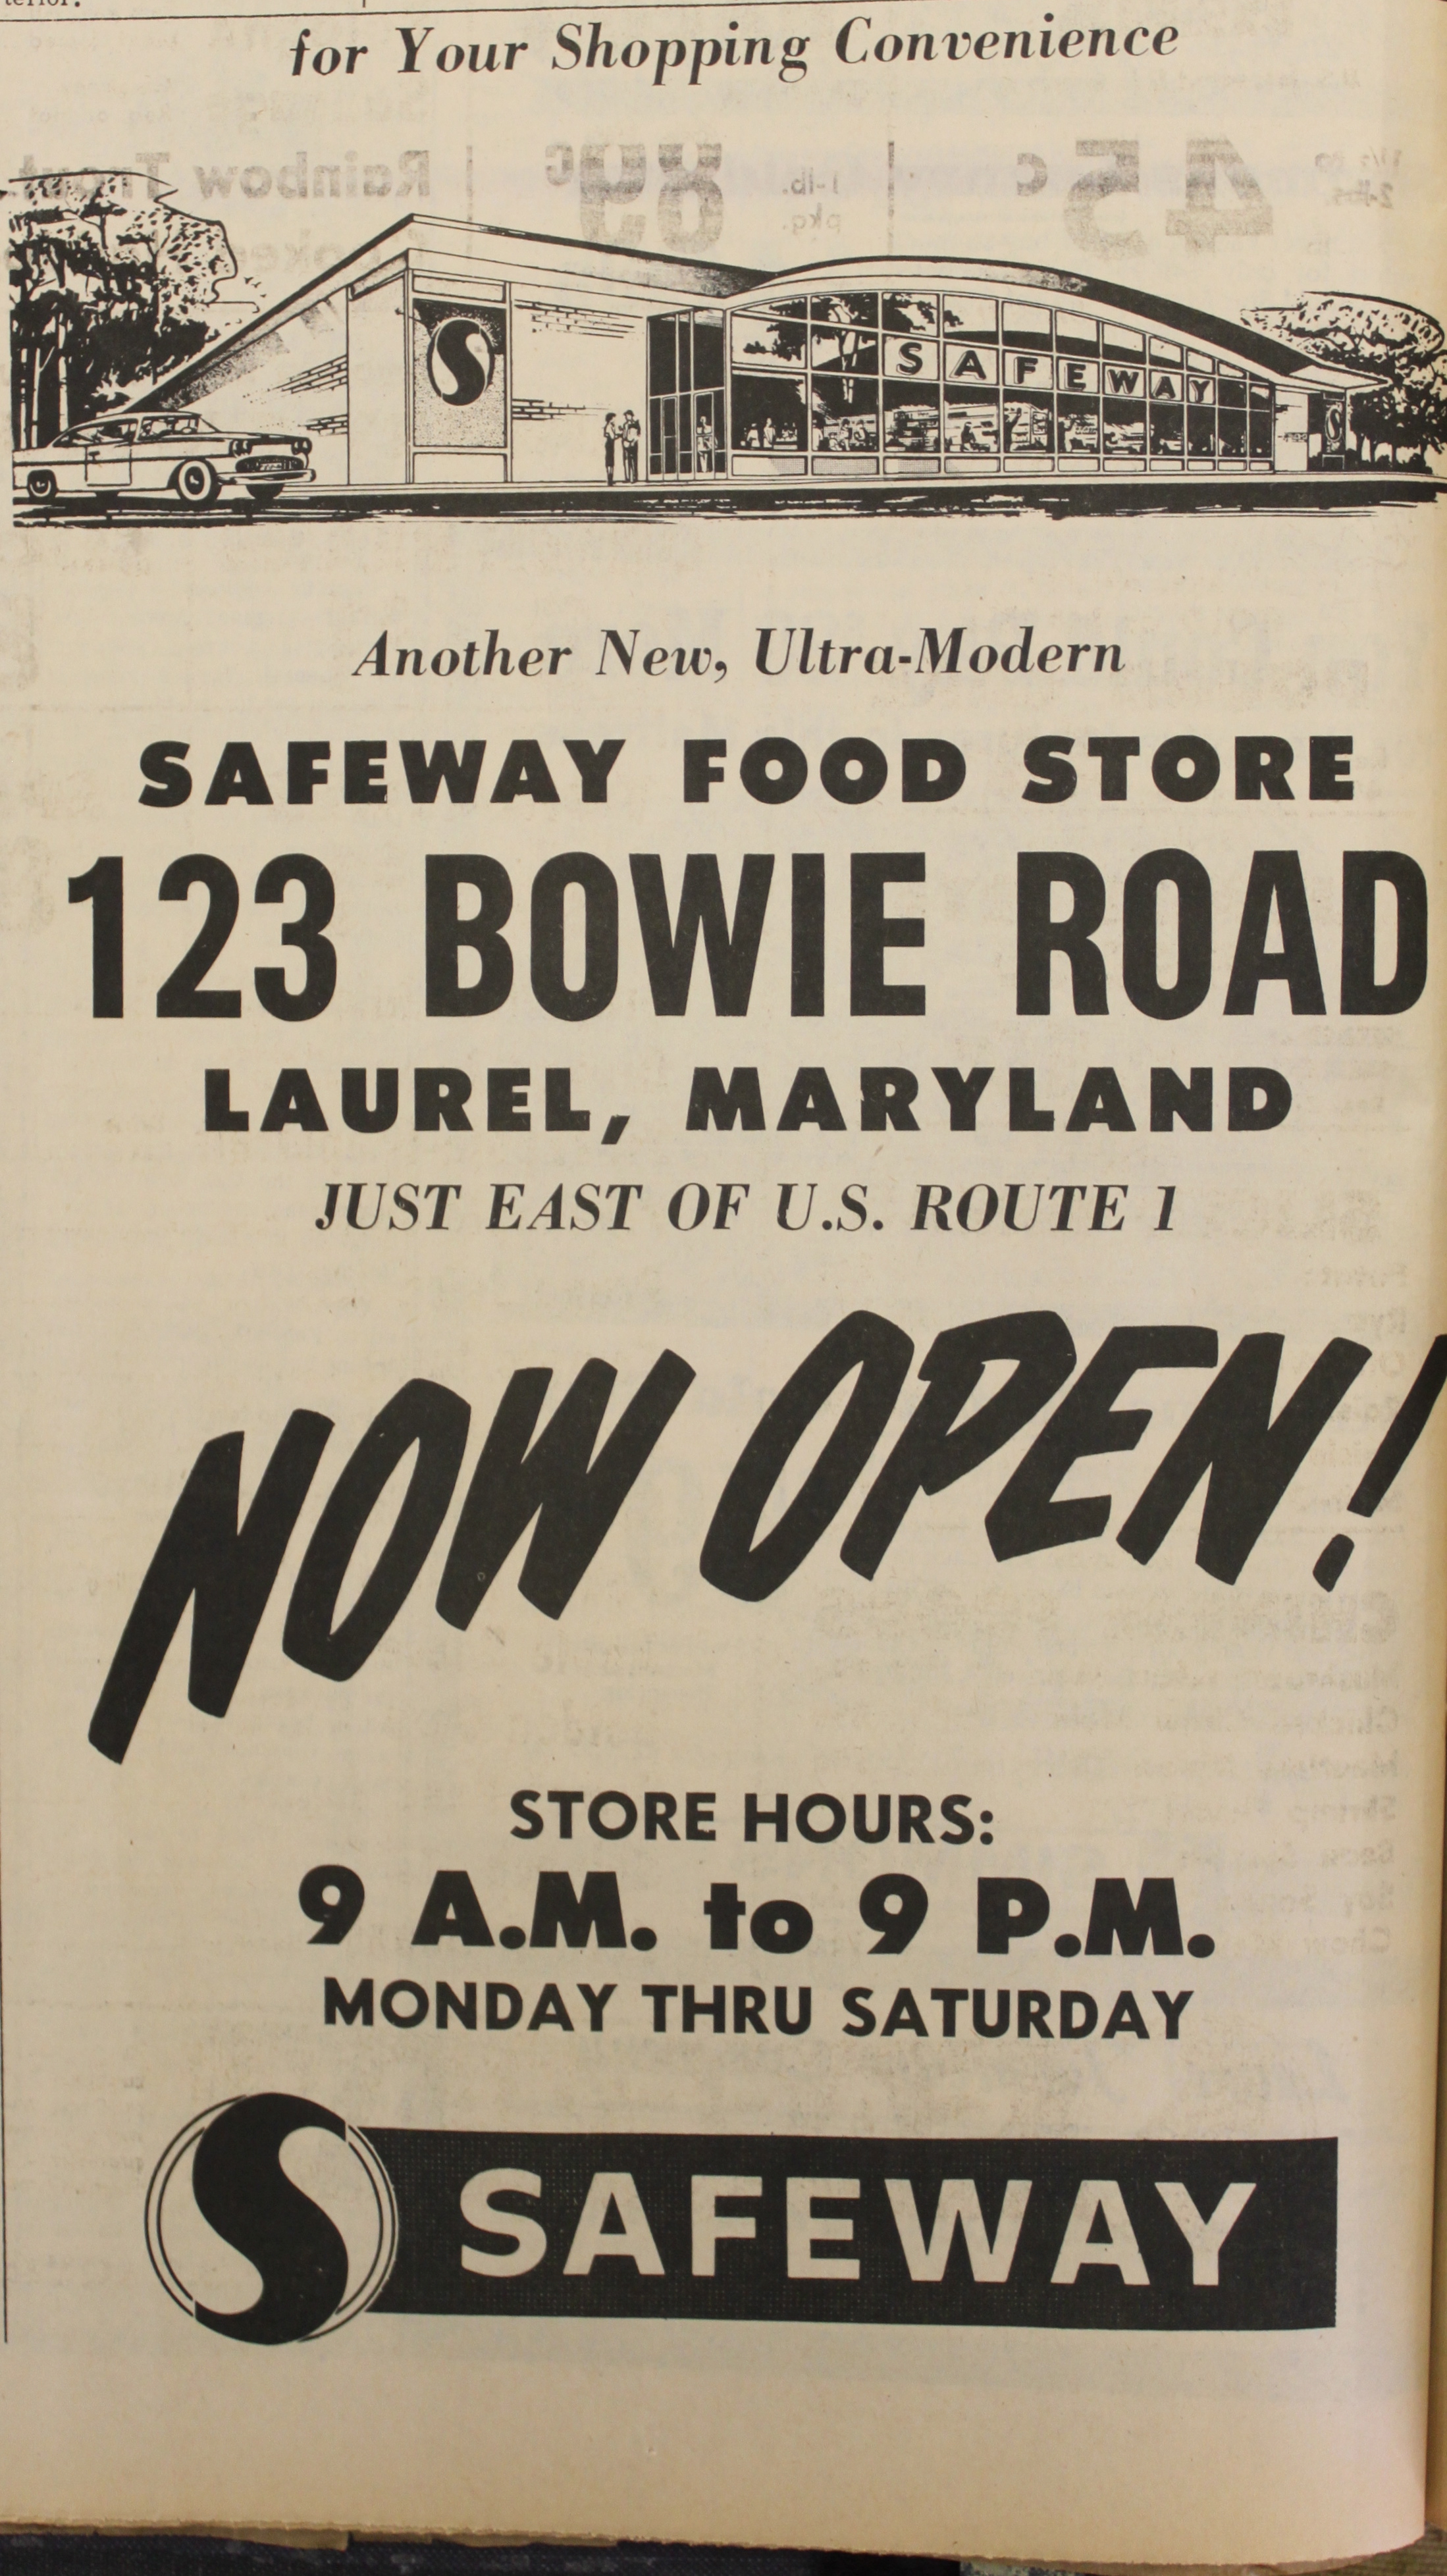 for Your Shopping Convenience
SAFEWAY
Another New, Ultra-Modern
SAFEWAY FOOD STORE
123 BOWIE ROAD
LAUREL, MARYLAND
JUST EAST OF U.S. ROUTE 1
NOW OPEN!
STORE HOURS:
9 A.M. to 9 P.M.
MONDAY THRU SATURDAY
S SAFEWAY